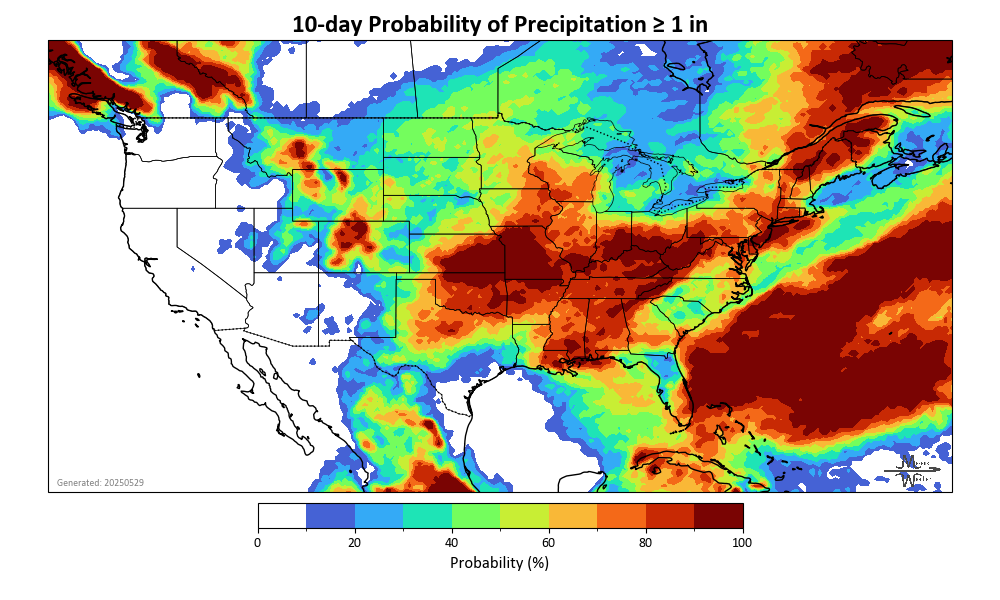 10-day Probability of Precipitation ≥ 1 in
Generated: 20250529
0 20 40 60 80 100
Probability (%)